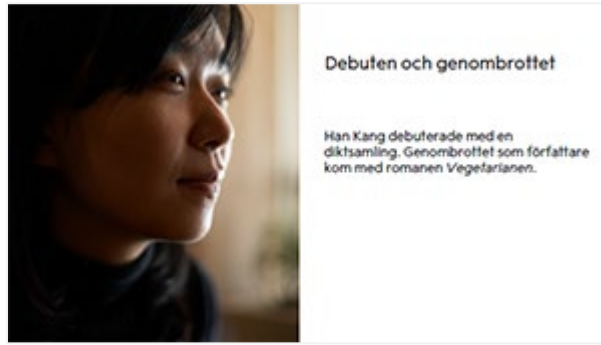 Debuten och genombrottet
Han Kang debuterade med en
diktsamling. Genombrottet som författare
kom med romanen Vegetarianen.